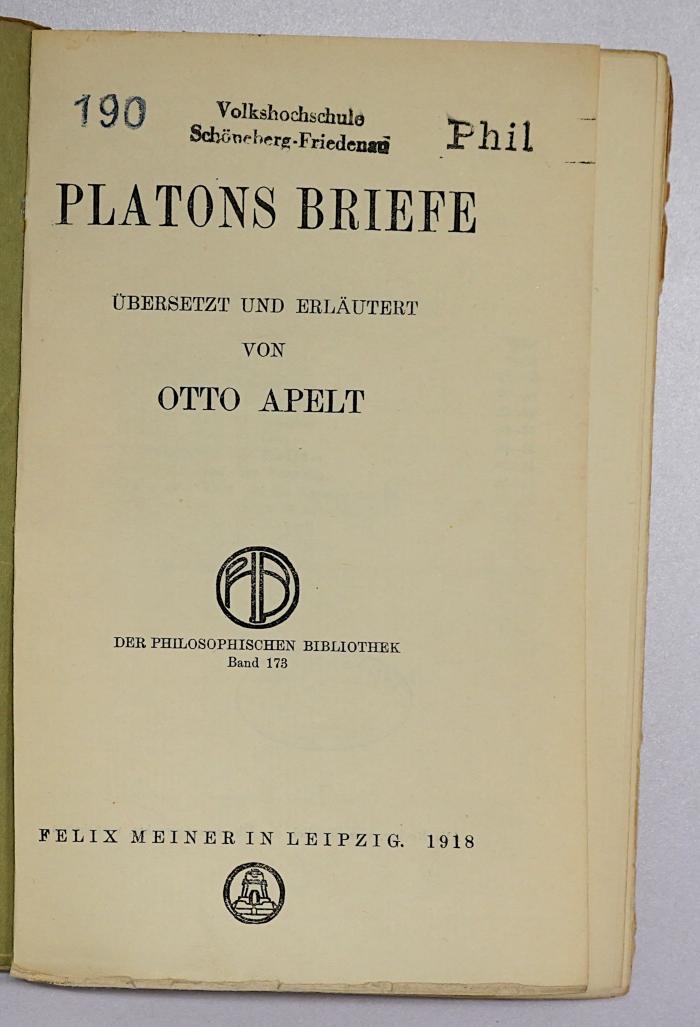 190
Volkshochschule
Schöneberg-Friedenau
Phil
PLATONS BRIEFE
ÜBERSETZT UND ERLÄUTERT
VON
OTTO APELT
DER PHILOSOPHISCHEN BIBLIOTHEK
Band 173
FELIX MEINER IN LEIPZIG. 1918